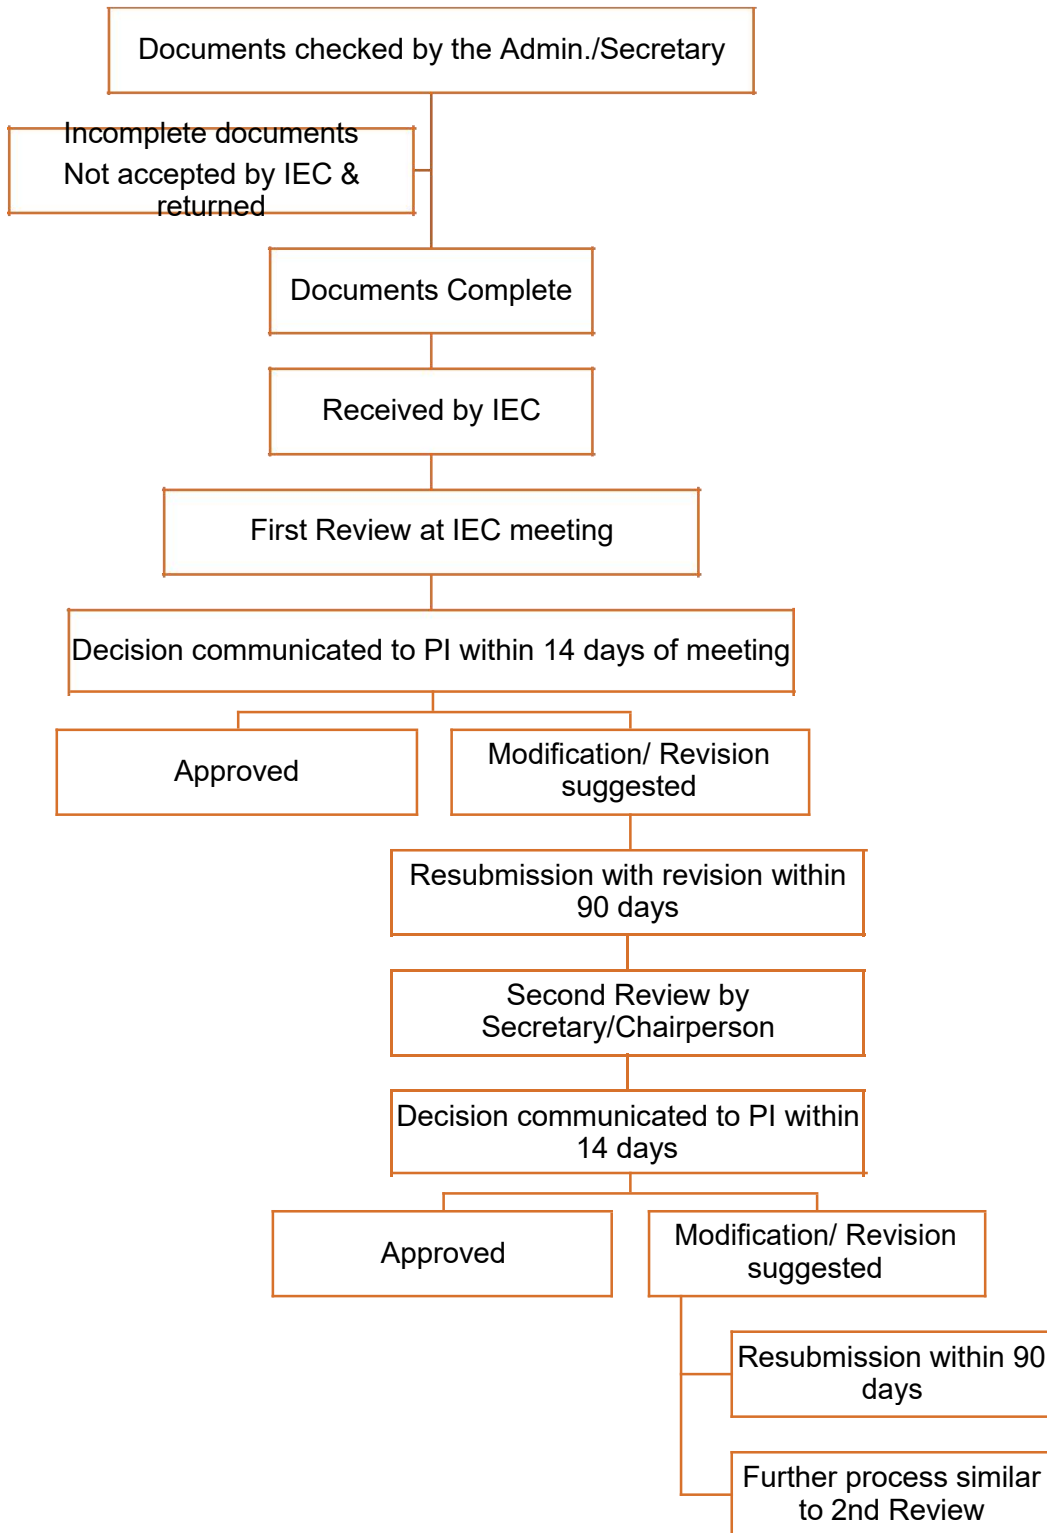 Documents checked by the Admin./Secretary
Incomplete documents
Not accepted by IEC &
returned
Documents Complete
Received by IEC
First Review at IEC meeting
Decision communicated to PI within 14 days of meeting
Approved
Modification/ Revision
suggested
Resubmission with revision within
90 days
Second Review by
Secretary/Chairperson
Decision communicated to PI within
14 days
Approved
Modification/ Revision
suggested
Resubmission within 90
days
Further process similar
to 2nd Review